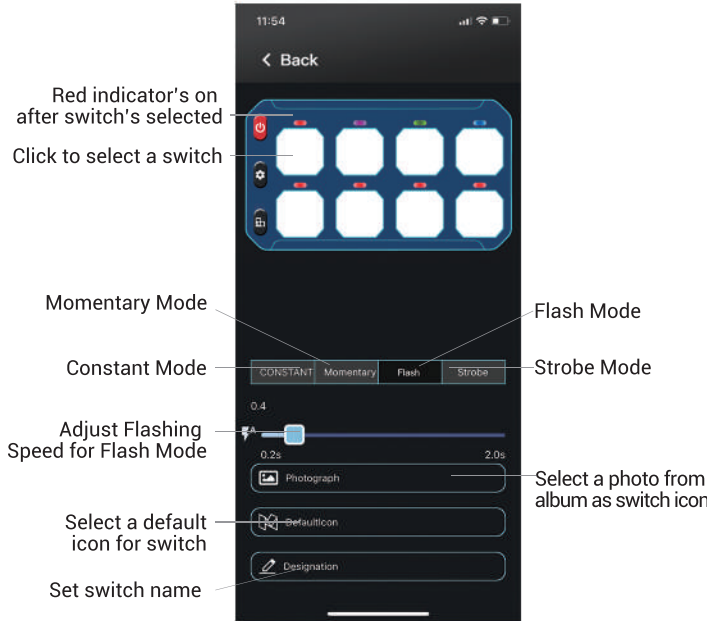 11:54
Back
Red indicator's on
after switch's selected
Click to select a switch
Momentary Mode
Flash Mode
Constant Mode
CONSTANT
Momentary
Flash
Strobe
Strobe Mode
0.4
Adjust Flashing
Speed for Flash Mode
A
0.2s
2.0s
Photograph
Select a photo from
album as switch icon
Select a default
icon for switch
DefaultIcon
Designation
Set switch name